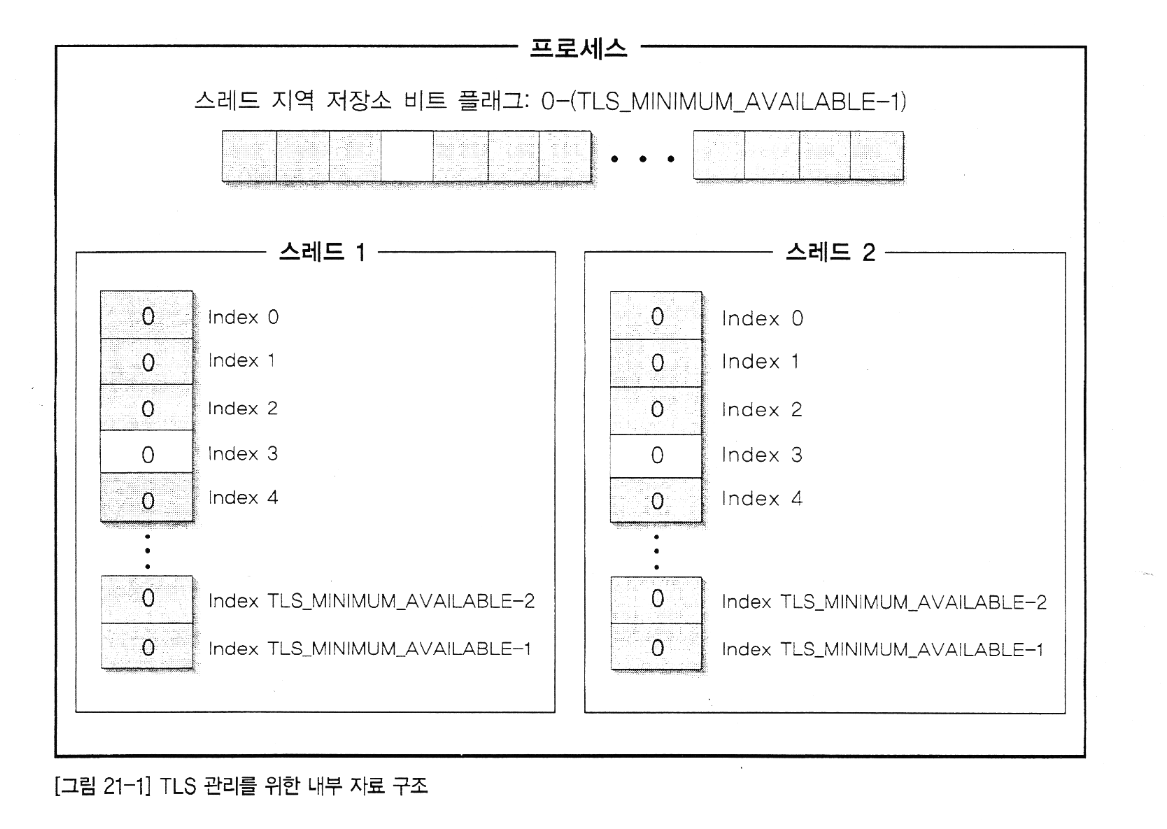 프로세스
스레드 지역 저장소 비트 플래그: 0-(TLS_MINIMUM_AVAILABLE-1)
• • •
스레드 1
0 Index 0
0 Index 1
0 Index 2
0 Index 3
0 Index 4
0 Index TLS_MINIMUM_AVAILABLE-2
0 Index TLS_MINIMUM_AVAILABLE-1
스레드 2
0 Index 0
0 Index 1
0 Index 2
0 Index 3
0 Index 4
0 Index TLS_MINIMUM_AVAILABLE-2
0 Index TLS_MINIMUM_AVAILABLE-1
[그림 21-1] TLS 관리를 위한 내부 자료 구조